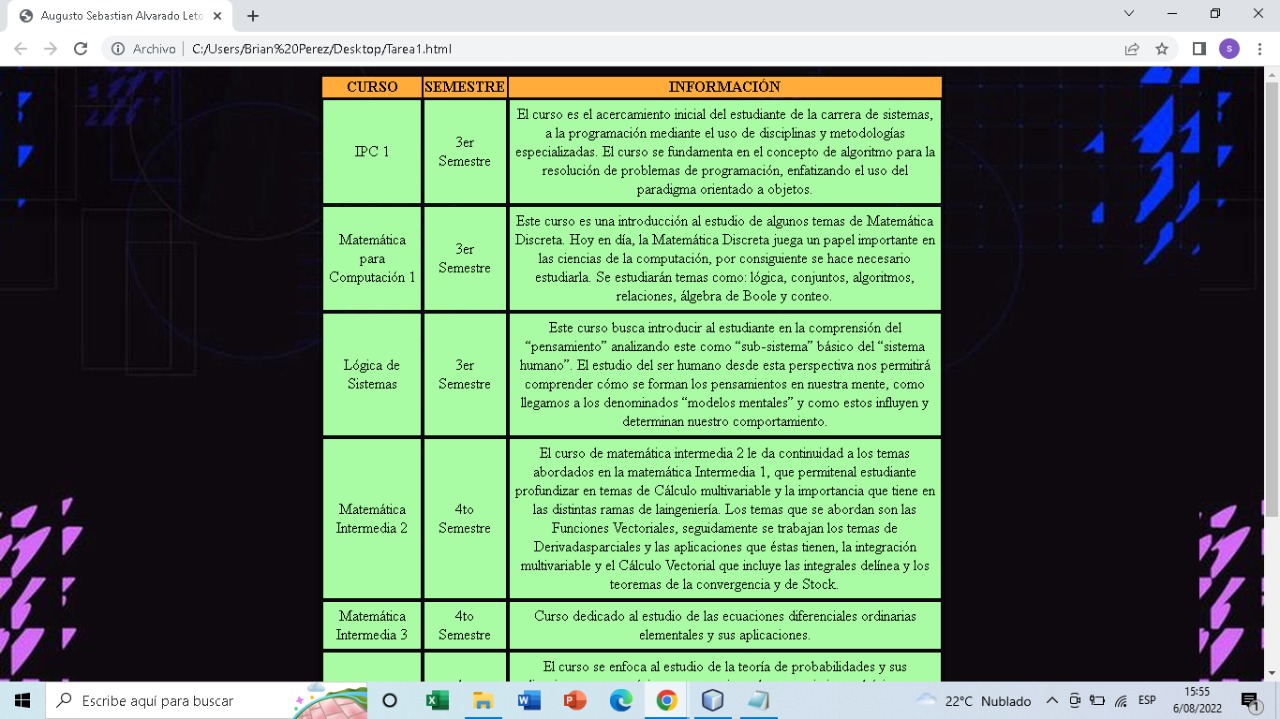 Augusto Sebastian Alvarado Leto
Archivo C:/Users/Brian%20Perez/Desktop/Tarea1.html
S
CURSO SEMESTRE INFORMACIÓN
IPC 1
3er
Semestre
El curso es el acercamiento inicial del estudiante de la carrera de sistemas,
a la programación mediante el uso de disciplinas y metodologías
especializadas. El curso se fundamenta en el concepto de algoritmo para la
resolución de problemas de programación, enfatizando el uso del
paradigma orientado a objetos.
Matemática
para
Computación 1
3er
Semestre
Este curso es una introducción al estudio de algunos temas de Matemática
Discreta. Hoy en día, la Matemática Discreta juega un papel importante en
las ciencias de la computación, por consiguiente se hace necesario
estudiarla. Se estudiarán temas como: lógica, conjuntos, algoritmos,
relaciones, álgebra de Boole y conteo.
Lógica de
Sistemas
3er
Semestre
Este curso busca introducir al estudiante en la comprensión del
“pensamiento” analizando este como “sub-sistema” básico del “sistema
humano”. El estudio del ser humano desde esta perspectiva nos permitirá
comprender cómo se forman los pensamientos en nuestra mente, como
llegamos a los denominados “modelos mentales” y como estos influyen y
determinan nuestro comportamiento.
Matemática
Intermedia 2
4to
Semestre
El curso de matemática intermedia 2 le da continuidad a los temas
abordados en la matemática Intermedia 1, que permitenal estudiante
profundizar en temas de Cálculo multivariable y la importancia que tiene en
las distintas ramas de laingeniería. Los temas que se abordan son las
Funciones Vectoriales, seguidamente se trabajan los temas de
Derivadasparciales y las aplicaciones que éstas tienen, la integración
multivariable y el Cálculo Vectorial que incluye las integrales delínea y los
teoremas de la convergencia y de Stock.
Matemática
Intermedia 3
4to
Semestre
Curso dedicado al estudio de las ecuaciones diferenciales ordinarias
elementales y sus aplicaciones.
El curso se enfoca al estudio de la teoría de probabilidades y sus
Escribe aquí para buscar
22°C Nublado
ESP
15:55
6/08/2022
1